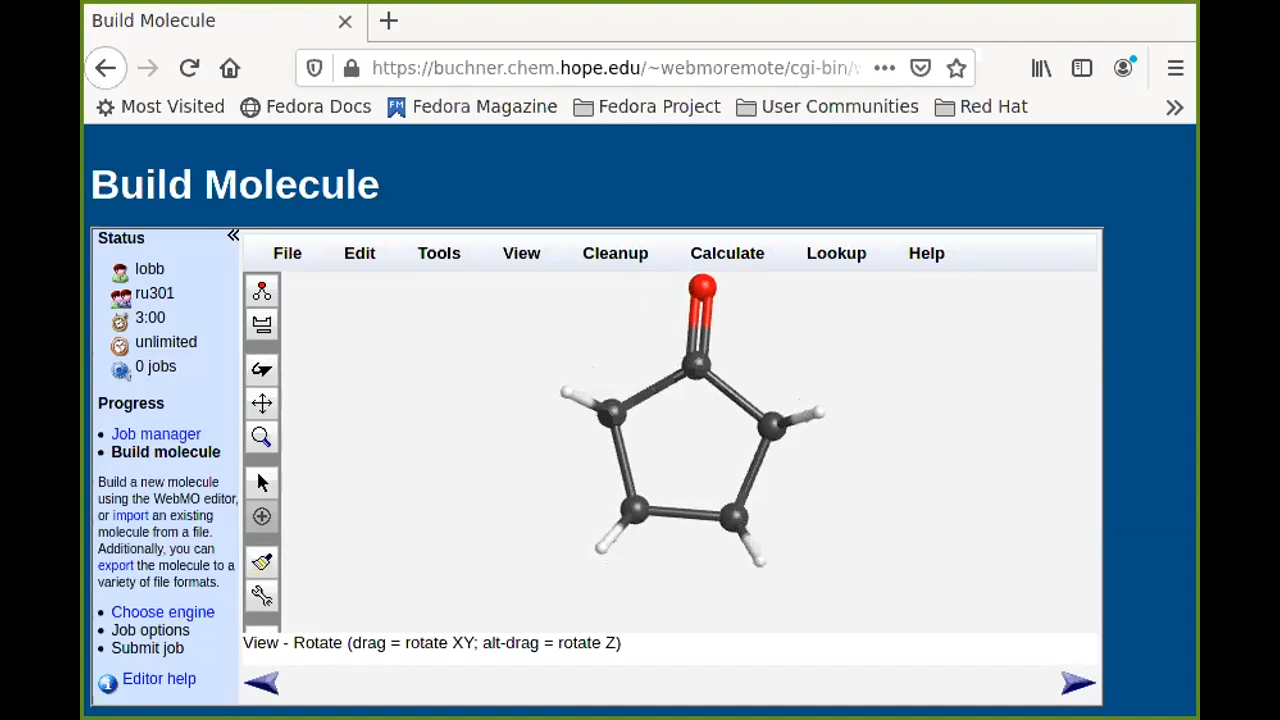 Build Molecule
https://buchner.chem.hope.edu/~webmoremote/cgi-bin/
Most Visited Fedora Docs Fedora Magazine Fedora Project User Communities Red Hat
Build Molecule
Status
File Edit Tools View Cleanup Calculate Lookup Help
lobb
ru301
3:00
unlimited
0 jobs
Progress
Job manager
Build molecule
Build a new molecule
using the WebMO editor,
or import an existing
molecule from a file.
Additionally, you can
export the molecule to a
variety of file formats.
Choose engine
Job options
Submit job
View - Rotate (drag = rotate XY; alt-drag = rotate Z)
Editor help